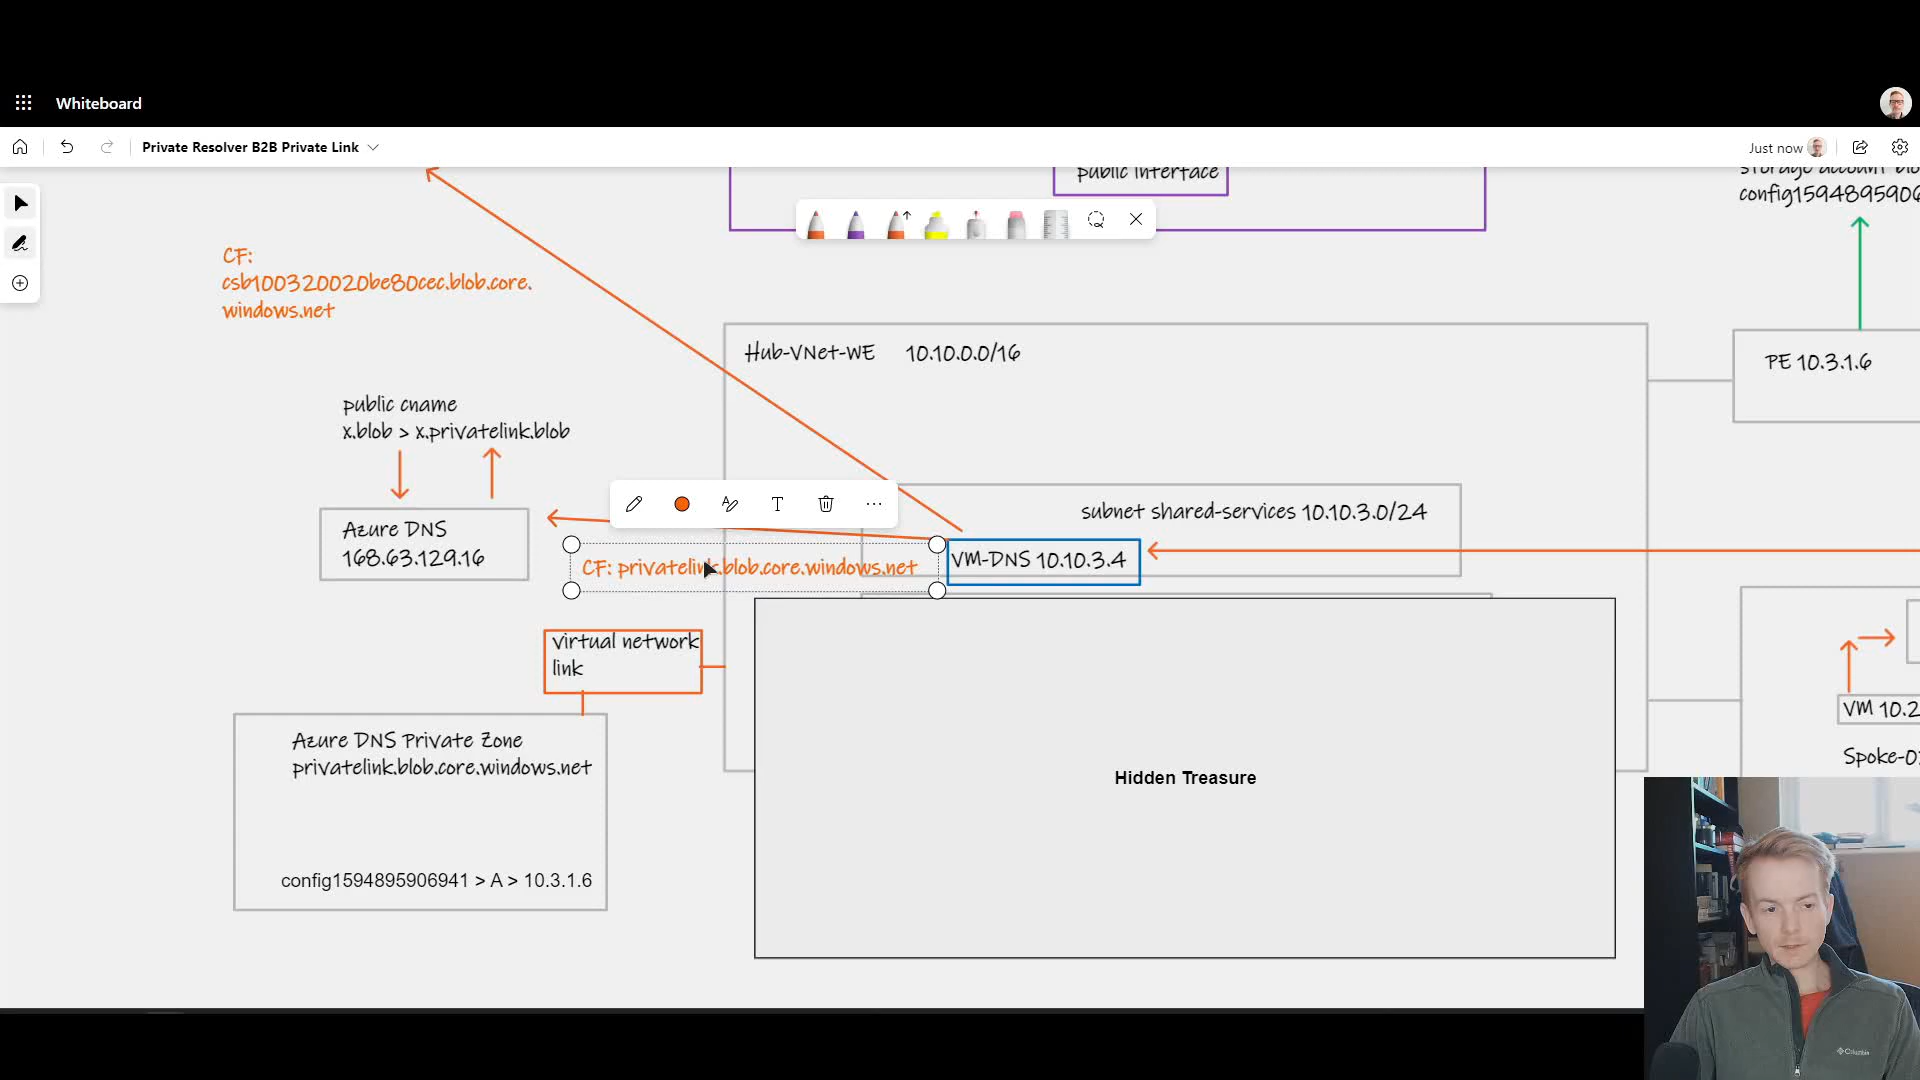 Whiteboard
Private Resolver B2B Private Link
Just now
public interface
storage account
config1594895906
CF:
csb100320020be80cec.blob.core.
windows.net
Hub-VNet-WE 10.10.0.0/16
PE 10.3.1.6
public cname
x.blob > x.privatelink.blob
Azure DNS
168.63.129.16
subnet shared-services 10.10.3.0/24
CF: privatelink.blob.core.windows.net
VM-DNS 10.10.3.4
virtual network
link
Azure DNS Private Zone
privatelink.blob.core.windows.net
config1594895906941 > A > 10.3.1.6
Hidden Treasure
VM 10.2
Spoke-0
Columbia